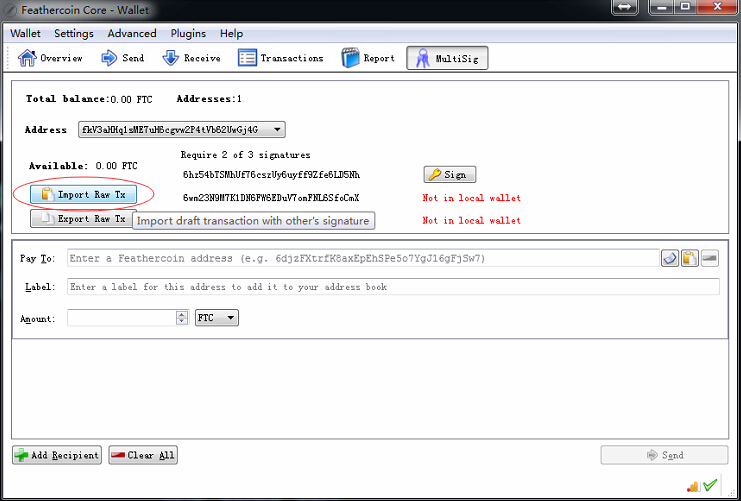 Feathercoin Core - Wallet
Wallet Settings Advanced Plugins Help
Overview Send Receive Transactions Report MultiSig
Total balance:0.00 FTC Addresses:1
Address fkV3aHHq1sME7uM6cgvw2P4tVb62UwGj4G
Require 2 of 3 signatures
Available: 0.00 FTC
6hz54bTSMhUf76cszUy6uyff9Zfe6LD5Nh Sign
Import Raw Tx 6wn23N9M7K1DN6FW6EDuV7omFNL6SfoCmX Not in local wallet
Export Raw Tx Import draft transaction with other's signature Not in local wallet
Pay To: Enter a Feathercoin address (e.g. 6djzFXtrfK8axEpEhSPe5o7YgJ16gFjSw7)
Label: Enter a label for this address to add it to your address book
Amount: FTC
Add Recipient Clear All Send